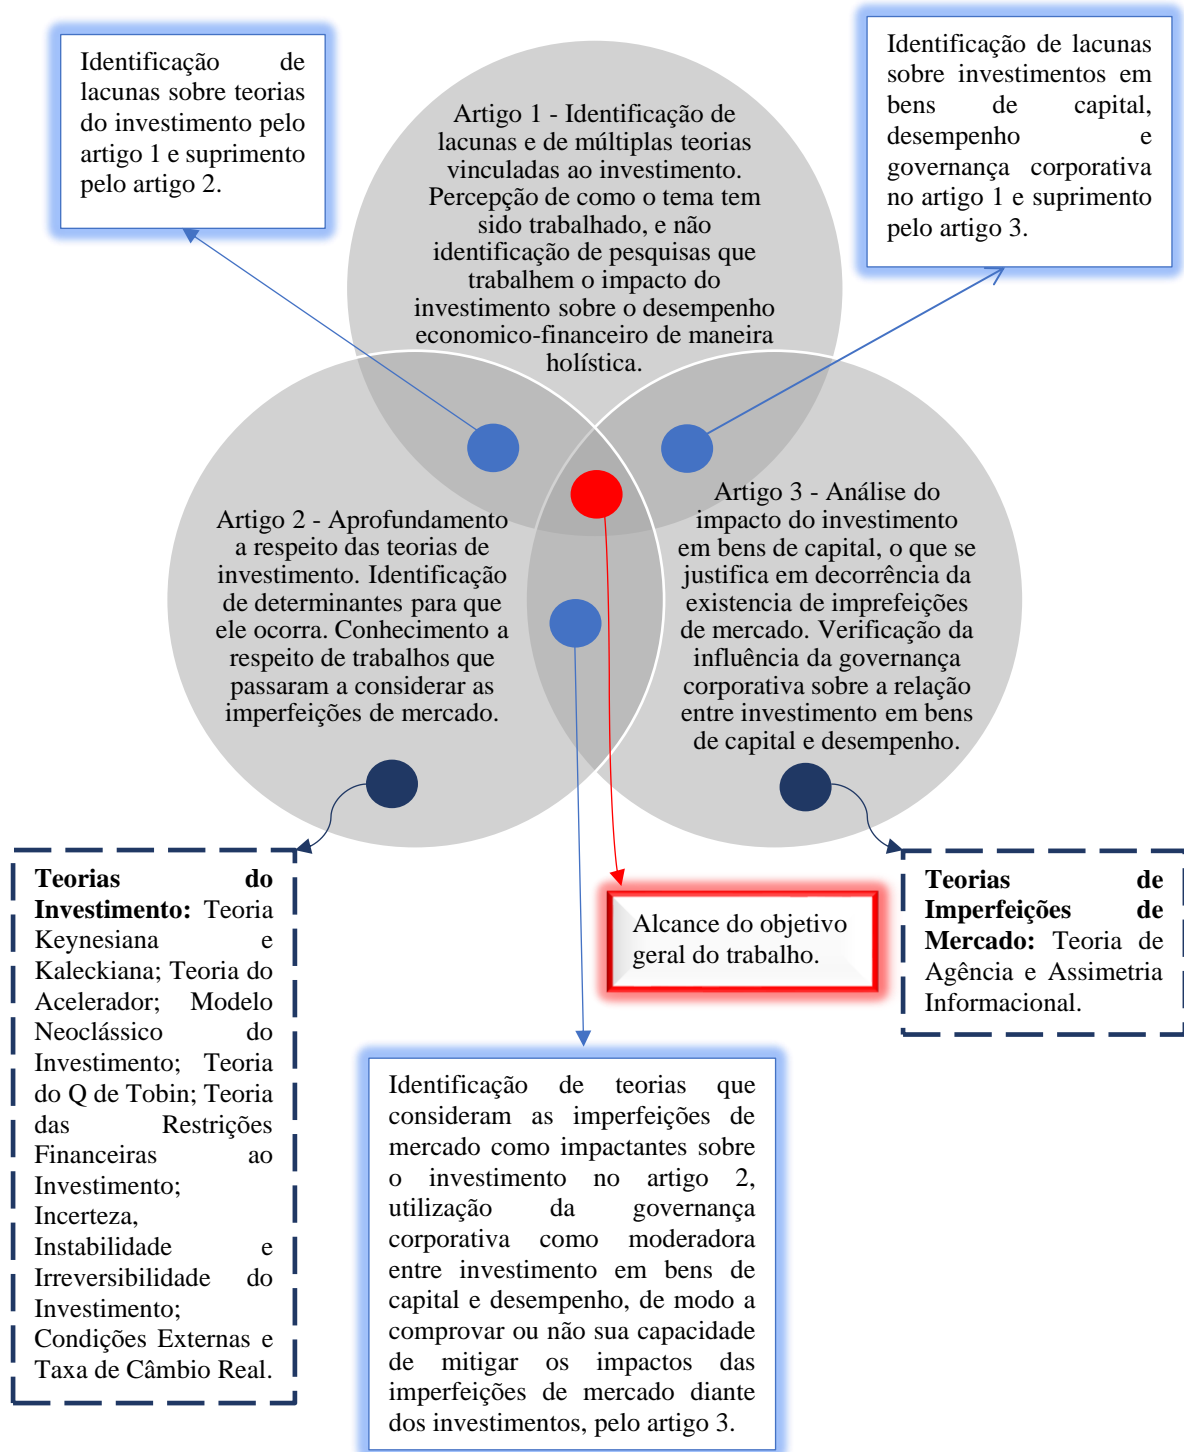 Identificação de
lacunas sobre teorias
do investimento pelo
artigo 1 e suprimento
pelo artigo 2.
Identificação de lacunas
sobre investimentos em
bens de capital,
desempenho e
governança corporativa
no artigo 1 e suprimento
pelo artigo 3.
Artigo 1 - Identificação de
lacunas e de múltiplas teorias
vinculadas ao investimento.
Percepção de como o tema tem
sido trabalhado, e não
identificação de pesquisas que
trabalhem o impacto do
investimento sobre o desempenho
economico-financeiro de maneira
holística.
Artigo 2 - Aprofundamento
a respeito das teorias de
investimento. Identificação
de determinantes para que
ele ocorra. Conhecimento a
respeito de trabalhos que
passaram a considerar as
imperfeições de mercado.
Artigo 3 - Análise do
impacto do investimento
em bens de capital, o que se
justifica em decorrência da
existencia de imprefeições
de mercado. Verificação da
influência da governança
corporativa sobre a relação
entre investimento em bens
de capital e desempenho.
Teorias do
Investimento: Teoria
Keynesiana e
Kaleckiana; Teoria do
Acelerador; Modelo
Neoclássico do
Investimento; Teoria
do Q de Tobin; Teoria
das Restrições
Financeiras ao
Investimento;
Incerteza,
Instabilidade e
Irreversibilidade do
Investimento;
Condições Externas e
Taxa de Câmbio Real.
Alcance do objetivo
geral do trabalho.
Teorias de
Imperfeições de
Mercado: Teoria de
Agência e Assimetria
Informacional.
Identificação de teorias que
consideram as imperfeições de
mercado como impactantes sobre
o investimento no artigo 2,
utilização da governança
corporativa como moderadora
entre investimento em bens de
capital e desempenho, de modo a
comprovar ou não sua capacidade
de mitigar os impactos das
imperfeições de mercado diante
dos investimentos, pelo artigo 3.